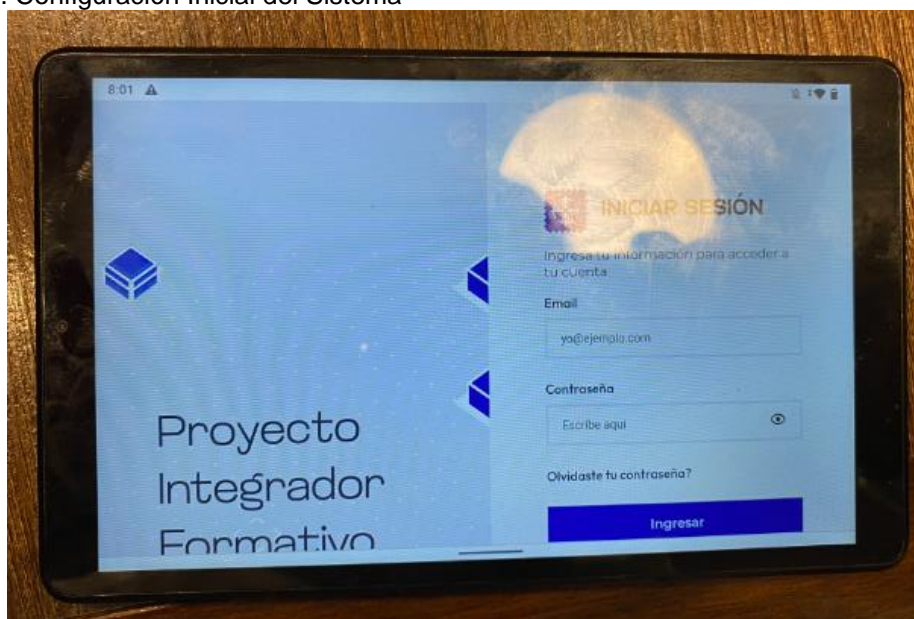 . Configuración Inicial del Sistema
8:01
INICIAR SESIÓN
Ingresa tu información para acceder a
tu cuenta
Email
yo@ejemplo.com
Contraseña
Escribe aquí
Olvidaste tu contraseña?
Ingresar
Proyecto
Integrador
Formativo